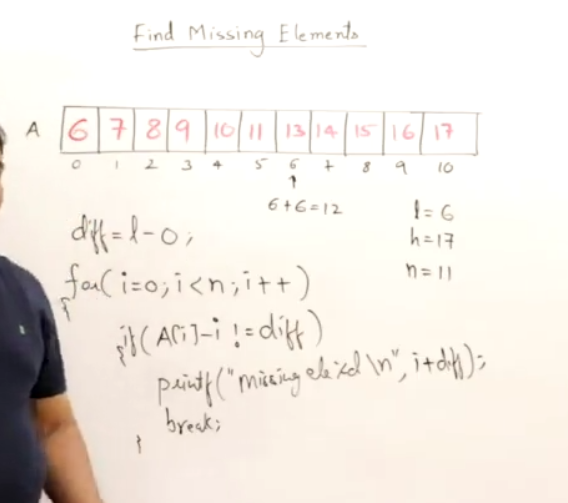 Find Missing Elements
A 6 7 8 9 10 11 13 14 15 16 17
0 1 2 3 4 5 6 7 8 9 10
6+6=12
l=6
h=17
n=11
diff=l-0;
for(i=0;i<n;i++)
{
if(A[i]-i != diff)
{
printf("missing ele %d \n", i+diff);
break;
}